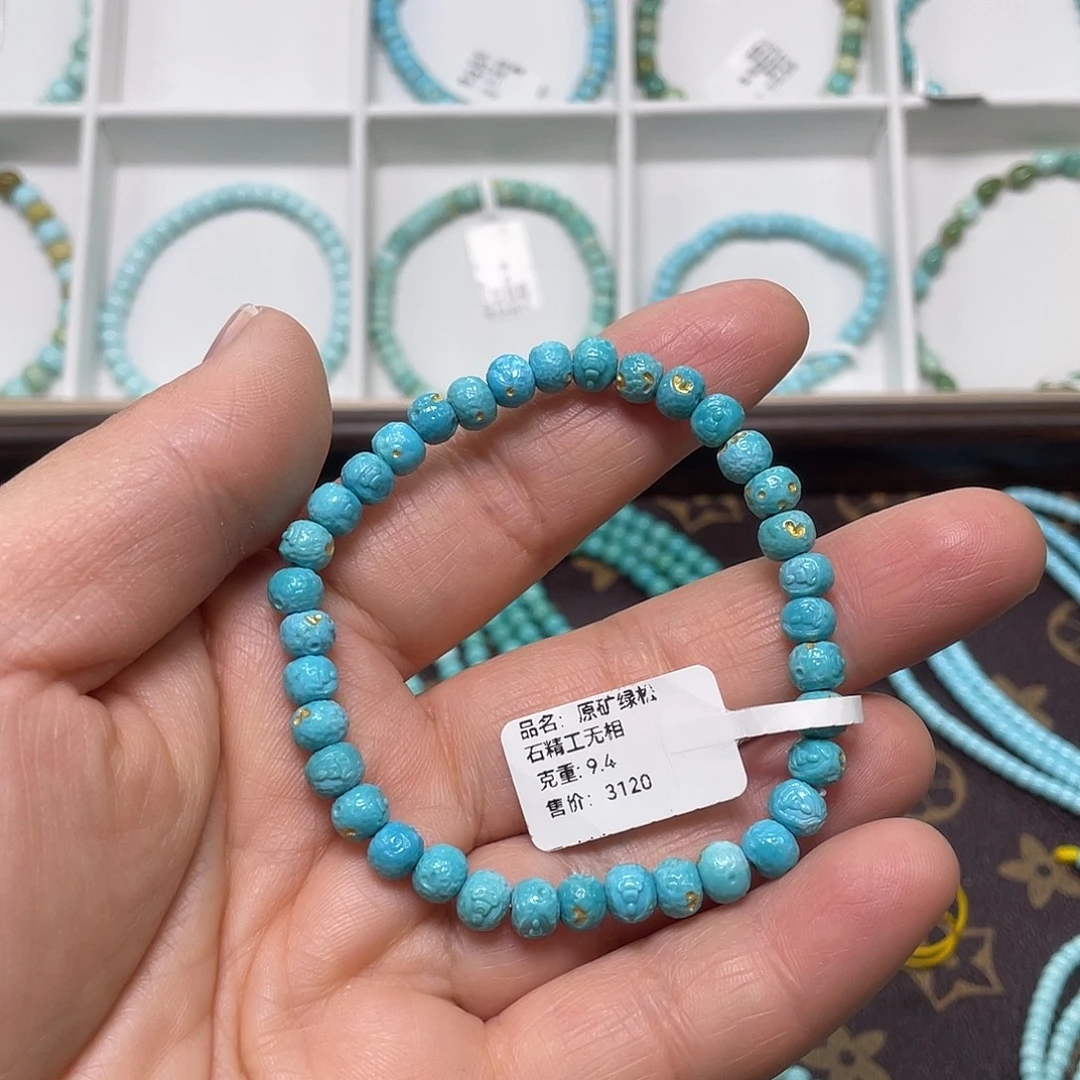 品名：原矿绿松
石精工无相
克重: 9.4
售价： 3120